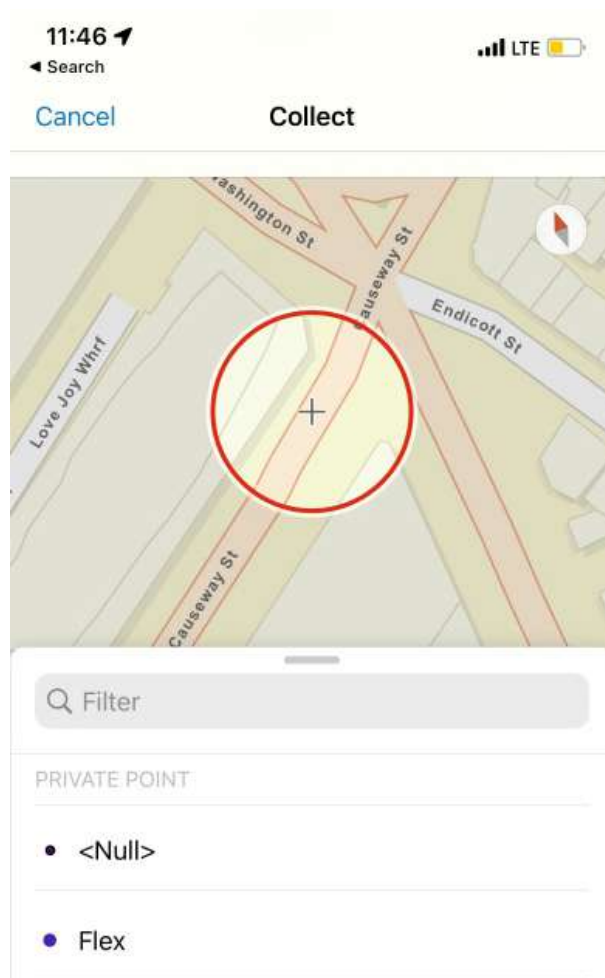 11:46
LTE
◀ Search
Cancel
Collect
Washington St
Causeway St
Endicott St
Love Joy Whrf
Causeway St
Filter
PRIVATE POINT
<Null>
Flex